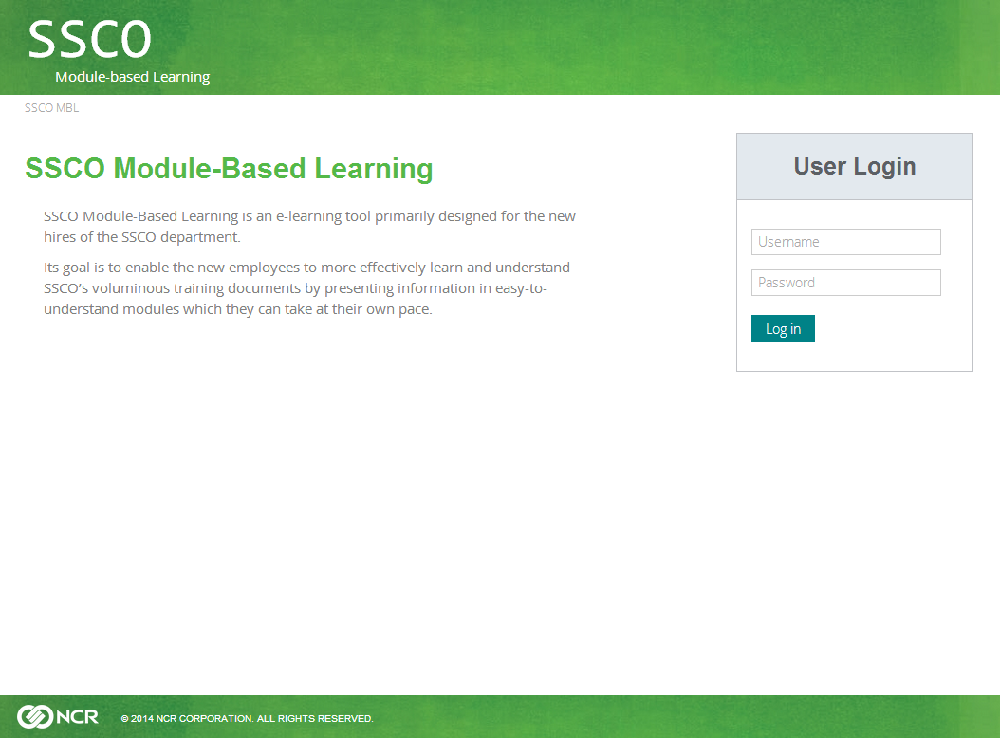 SSCO
Module-based Learning
SSCO MBL
SSCO Module-Based Learning
SSCO Module-Based Learning is an e-learning tool primarily designed for the new
hires of the SSCO department.
Its goal is to enable the new employees to more effectively learn and understand
SSCO’s voluminous training documents by presenting information in easy-to-
understand modules which they can take at their own pace.
User Login
Username
Password
Log in
NCR
© 2014 NCR CORPORATION. ALL RIGHTS RESERVED.